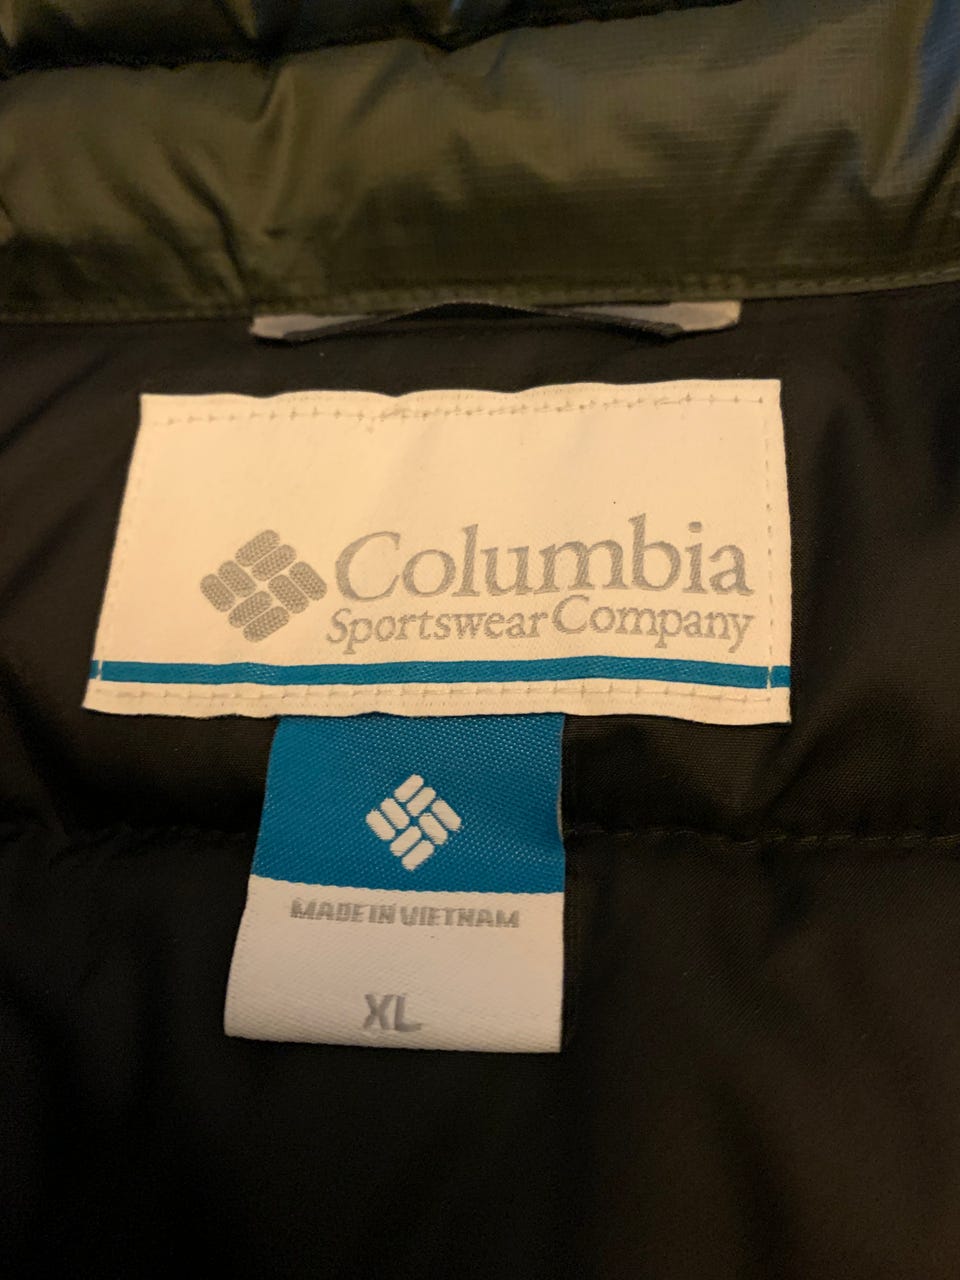 Columbia
Sportswear Company
MADE IN VIETNAM
XL